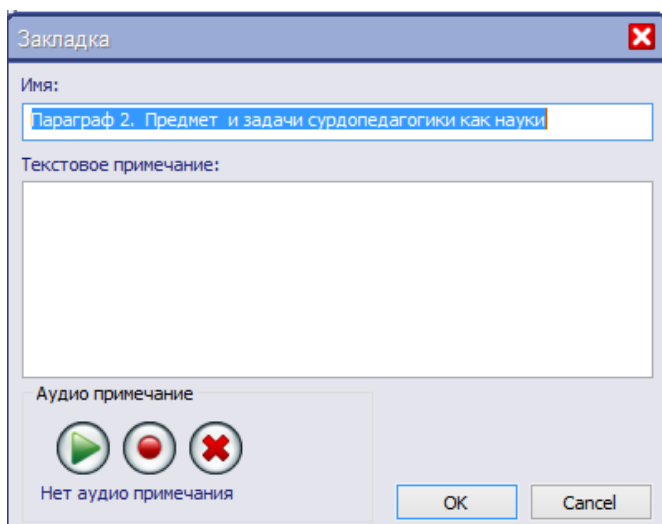 Закладка
Имя:
Параграф 2.  Предмет  и задачи сурдопедагогики как науки
Текстовое примечание:
Аудио примечание
Нет аудио примечания
OK
Cancel